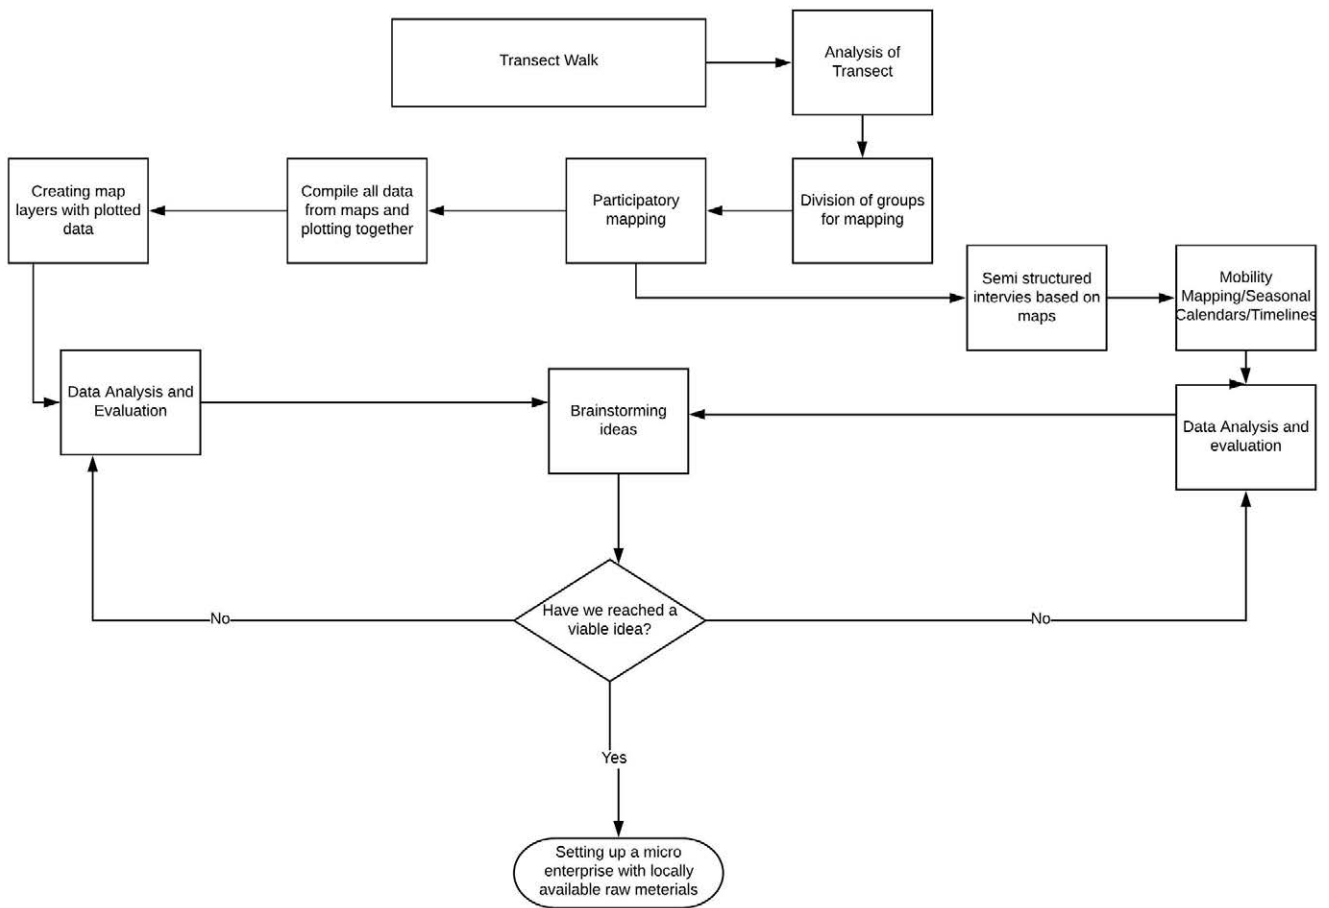 Transect Walk
Analysis of
Transect
Creating map
layers with plotted
data
Compile all data
from maps and
plotting together
Participatory
mapping
Division of groups
for mapping
Semi structured
intervies based on
maps
Mobility
Mapping/Seasonal
Calendars/Timelines
Data Analysis and
Evaluation
Brainstorming
ideas
Data Analysis and
evaluation
Have we reached a
viable idea?
No
No
Yes
Setting up a micro
enterprise with locally
available raw meterials